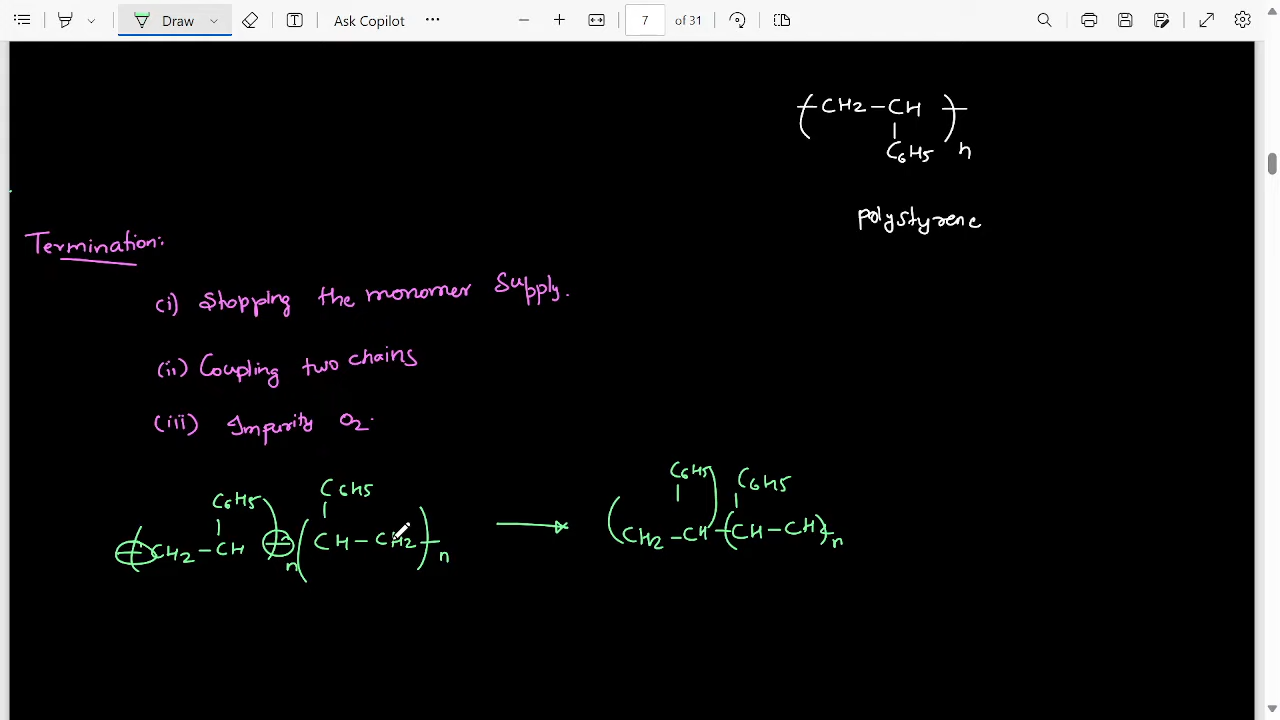 Draw
Ask Copilot
7 of 31
CH2 - CH
C6H5 n
Polystyrene
Termination:
(i) Stopping the monomer Supply.
(ii) Coupling two chains
(iii) Impurity O2.
C6H5 C6H5 C6H5 C6H5
CH2 - CH n CH - CH2 n → CH2 - CH - CH - CH n